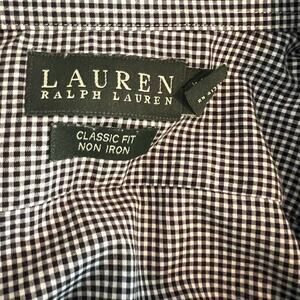 LAUREN
RALPH LAUREN
CLASSIC FIT
NON IRON